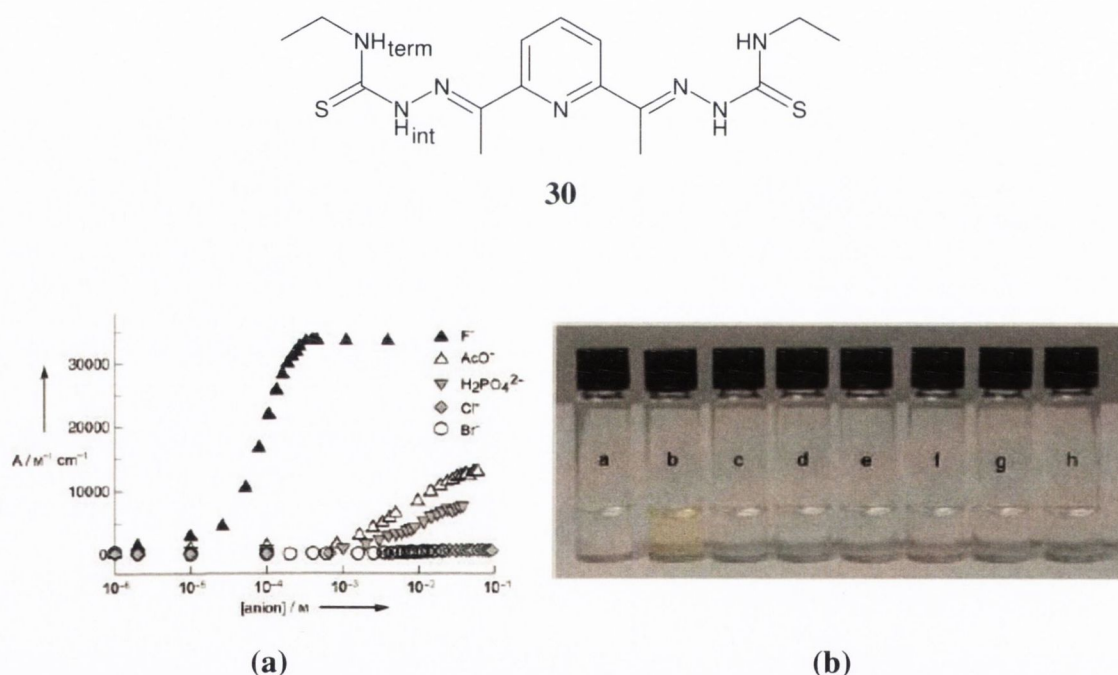 NH term HN
S N H int N N N N H S
30
30000
20000
10000
0
A / M⁻¹ cm⁻¹
F⁻
AcO⁻
H₂PO₄²⁻
Cl⁻
Br⁻
10⁻⁶ 10⁻⁵ 10⁻⁴ 10⁻³ 10⁻² 10⁻¹
[anion] / M
a b c d e f g h
(a) (b)